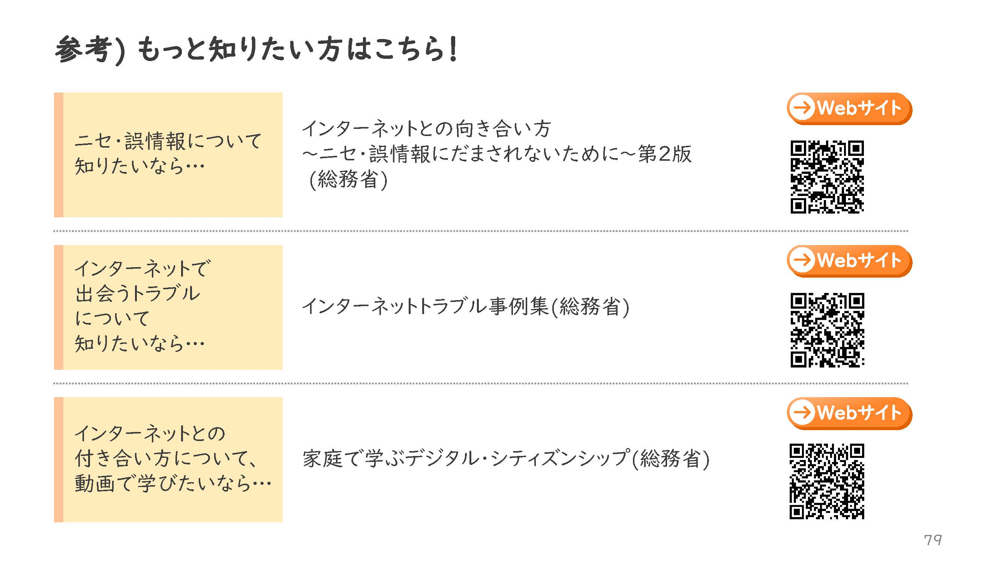 参考) もっと知りたい方はこちら!
ニセ・誤情報について
知りたいなら…
インターネットとの向き合い方
～ニセ・誤情報にだまされないために～第2版
(総務省)
→Webサイト
インターネットで
出会うトラブル
について
知りたいなら…
インターネットトラブル事例集(総務省)
→Webサイト
インターネットとの
付き合い方について、
動画で学びたいなら…
家庭で学ぶデジタル・シティズンシップ(総務省)
→Webサイト
79